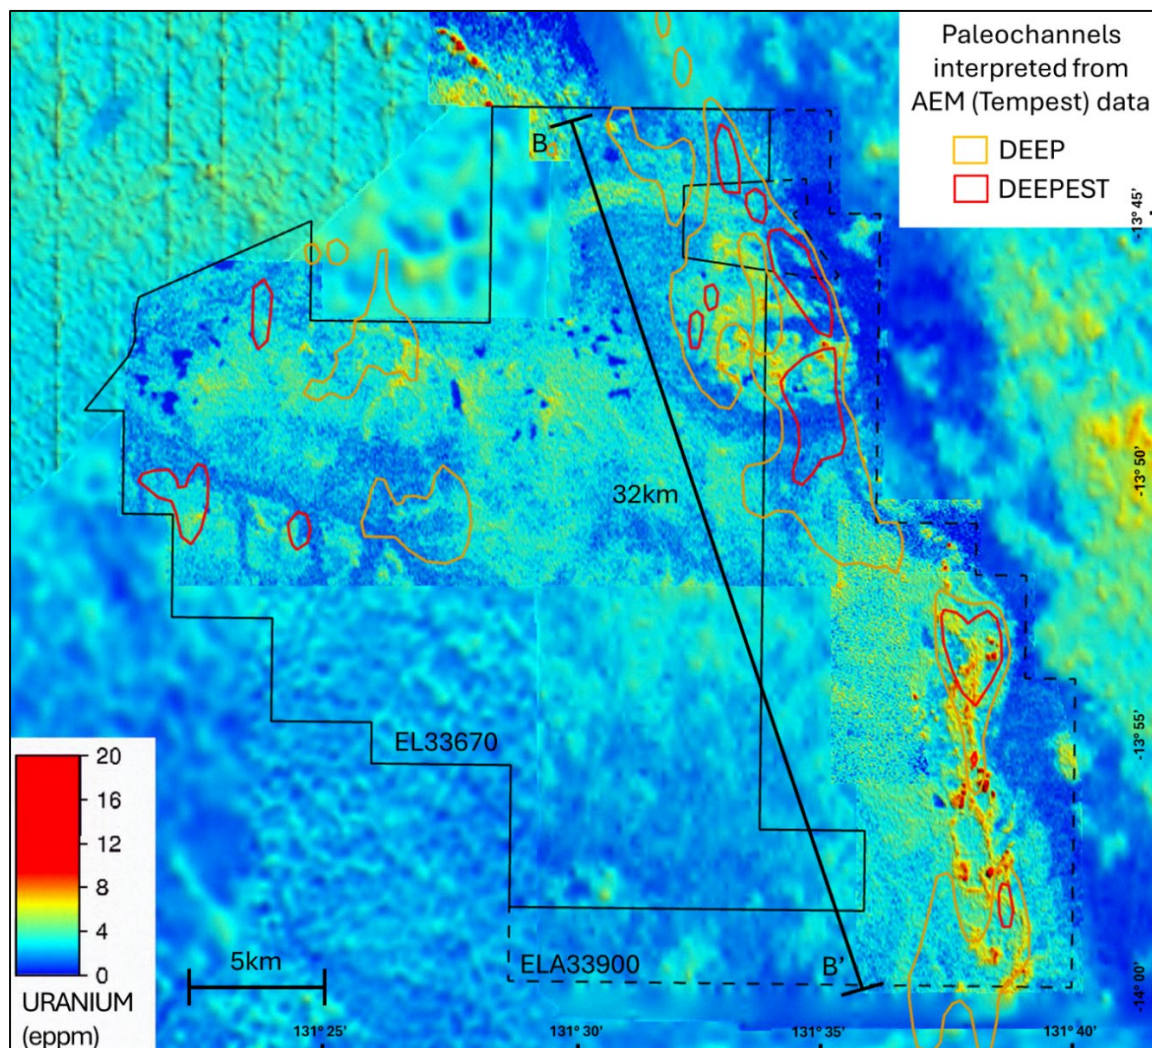 Paleochannels
interpreted from
AEM (Tempest) data
DEEP
DEEPEST
B
-13° 45'
-13° 50'
32km
-13° 55'
EL33670
20
16
12
8
4
0
URANIUM
(eppm)
5km
ELA33900
B'
-14° 00'
131° 25'
131° 30'
131° 35'
131° 40'